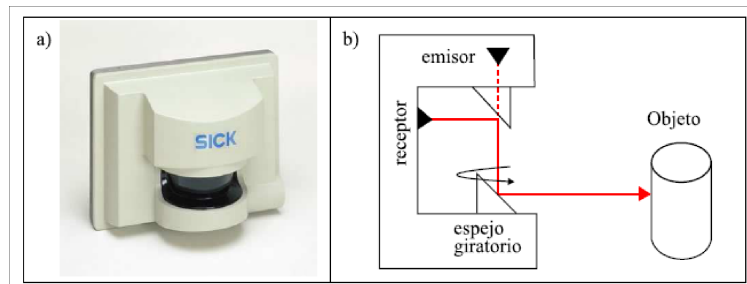 a)
SICK
b)
emisor
receptor
Objeto
espejo
giratorio